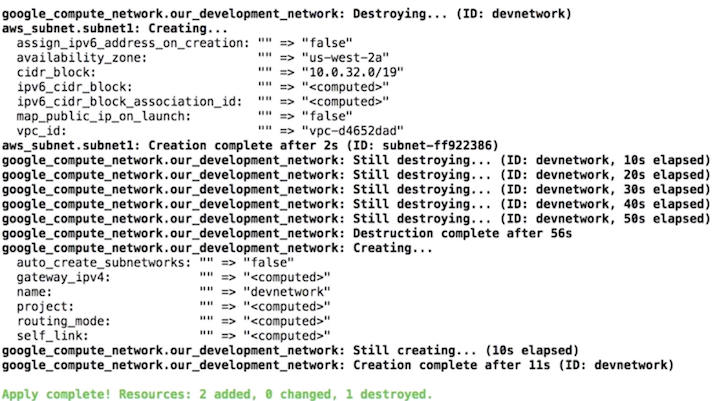 google_compute_network.our_development_network: Destroying... (ID: devnetwork)
aws_subnet.subnet1: Creating...
  assign_ipv6_address_on_creation: "" => "false"
  availability_zone:               "" => "us-west-2a"
  cidr_block:                      "" => "10.0.32.0/19"
  ipv6_cidr_block:                 "" => "<computed>"
  ipv6_cidr_block_association_id:  "" => "<computed>"
  map_public_ip_on_launch:         "" => "false"
  vpc_id:                          "" => "vpc-d4652dad"
aws_subnet.subnet1: Creation complete after 2s (ID: subnet-ff922386)
google_compute_network.our_development_network: Still destroying... (ID: devnetwork, 10s elapsed)
google_compute_network.our_development_network: Still destroying... (ID: devnetwork, 20s elapsed)
google_compute_network.our_development_network: Still destroying... (ID: devnetwork, 30s elapsed)
google_compute_network.our_development_network: Still destroying... (ID: devnetwork, 40s elapsed)
google_compute_network.our_development_network: Still destroying... (ID: devnetwork, 50s elapsed)
google_compute_network.our_development_network: Destruction complete after 56s
google_compute_network.our_development_network: Creating...
  auto_create_subnetworks: "" => "false"
  gateway_ipv4:            "" => "<computed>"
  name:                    "" => "devnetwork"
  project:                 "" => "<computed>"
  routing_mode:            "" => "<computed>"
  self_link:               "" => "<computed>"
google_compute_network.our_development_network: Still creating... (10s elapsed)
google_compute_network.our_development_network: Creation complete after 11s (ID: devnetwork)
Apply complete! Resources: 2 added, 0 changed, 1 destroyed.